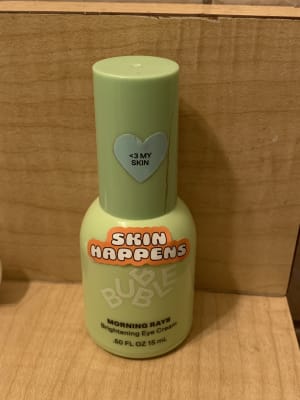 <3 MY
SKIN
SKIN
HAPPENS
BUBBLE
MORNING RAYS
Brightening Eye Cream
.50 FL OZ 15 mL